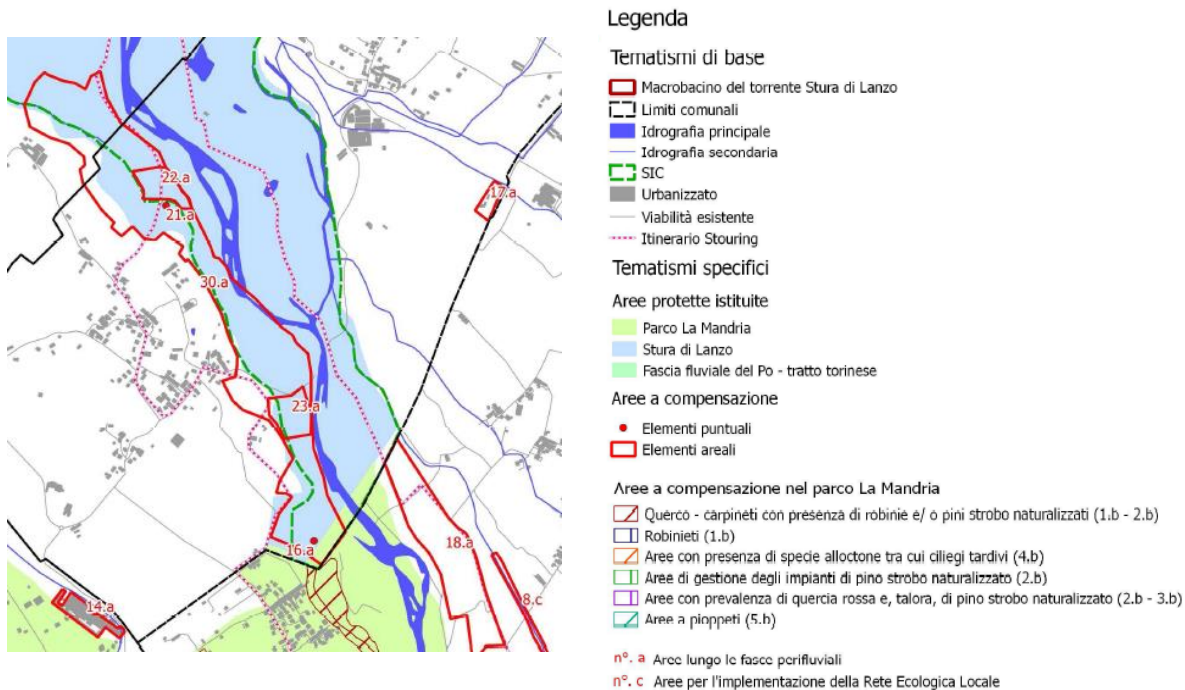 22.a
21.a
17.a
30.a
23.a
16.a
18.a
14.a
8.c
Legenda
Tematismi di base
Macrobacino del torrente Stura di Lanzo
Limiti comunali
Idrografia principale
Idrografia secondaria
SIC
Urbanizzato
Viabilità esistente
Itinerario Stouring
Tematismi specifici
Aree protette istituite
Parco La Mandria
Stura di Lanzo
Fascia fluviale del Po - tratto torinese
Aree a compensazione
Elementi puntuali
Elementi areali
Aree a compensazione nel parco La Mandria
Querco - carpineti con presenza di robinie e/ o pini strobo naturalizzati (1.b - 2.b)
Robinieti (1.b)
Aree con presenza di specie alloctone tra cui ciliegi tardivi (4.b)
Aree di gestione degli impianti di pino strobo naturalizzato (2.b)
Aree con prevalenza di quercia rossa e, talora, di pino strobo naturalizzato (2.b - 3.b)
Aree a pioppeti (5.b)
n°. a Aree lungo le fasce perifluviali
n°. c Aree per l'implementazione della Rete Ecologica Locale